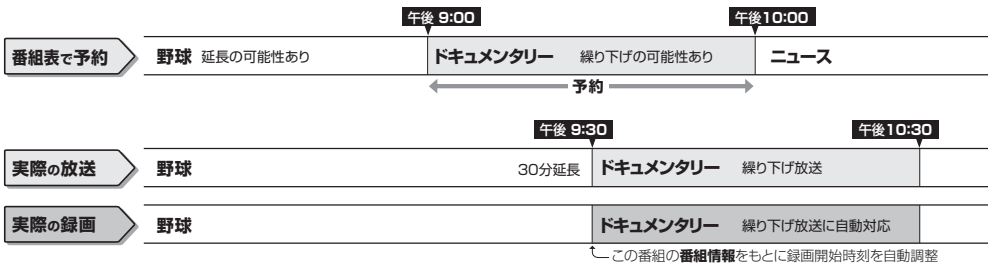 午後 9:00 午後10:00
番組表で予約 野球 延長の可能性あり ドキュメンタリー 繰り下げの可能性あり ニュース
予約
午後 9:30 午後10:30
実際の放送 野球 30分延長 ドキュメンタリー 繰り下げ放送
実際の録画 野球 ドキュメンタリー 繰り下げ放送に自動対応
この番組の番組情報をもとに録画開始時刻を自動調整